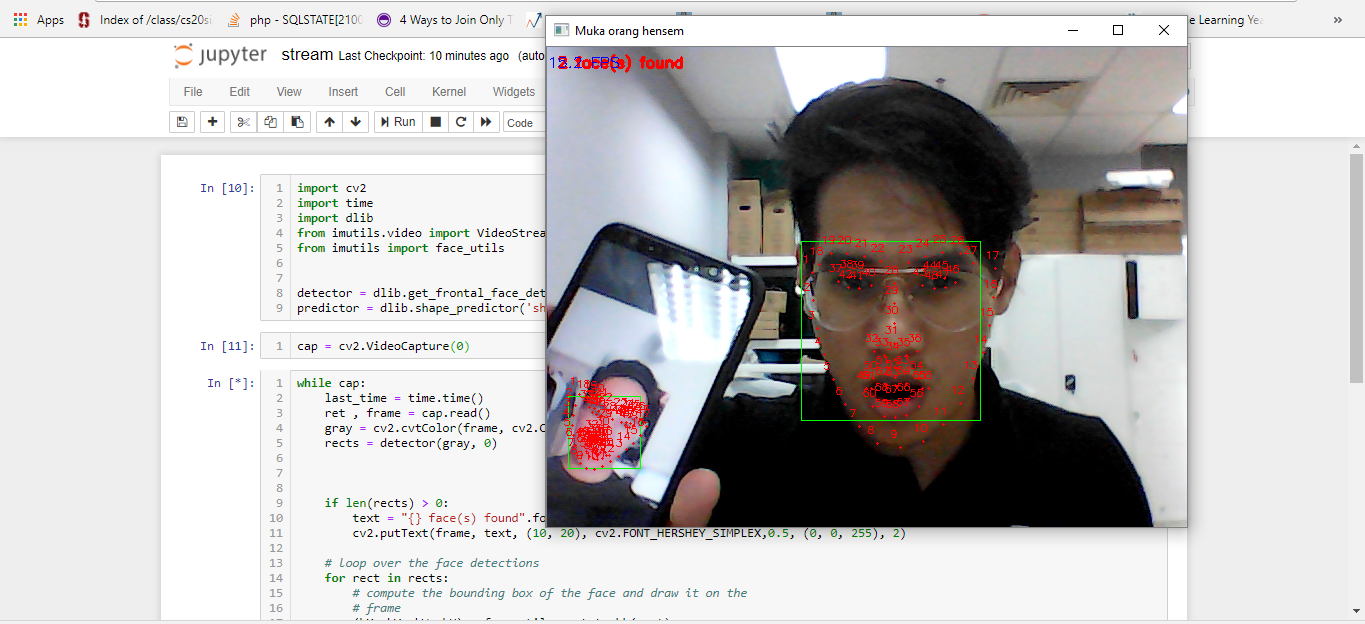 Apps
Index of /class/cs20si
php - SQLSTATE[2100
4 Ways to Join Only T
e Learning Yea
»
jupyter stream Last Checkpoint: 10 minutes ago (auto
File Edit View Insert Cell Kernel Widgets
Run Code
In [10]:
1 import cv2
2 import time
3 import dlib
4 from imutils.video import VideoStrea
5 from imutils import face_utils
6
7
8 detector = dlib.get_frontal_face_det
9 predictor = dlib.shape_predictor('sh
In [11]:
1 cap = cv2.VideoCapture(0)
In [*]:
1 while cap:
2 last_time = time.time()
3 ret , frame = cap.read()
4 gray = cv2.cvtColor(frame, cv2.C
5 rects = detector(gray, 0)
6
7
8
9 if len(rects) > 0:
10 text = "{} face(s) found".fo
11 cv2.putText(frame, text, (10, 20), cv2.FONT_HERSHEY_SIMPLEX,0.5, (0, 0, 255), 2)
12
13 # loop over the face detections
14 for rect in rects:
15 # compute the bounding box of the face and draw it on the
16 # frame
Muka orang hensem
2 face(s) found